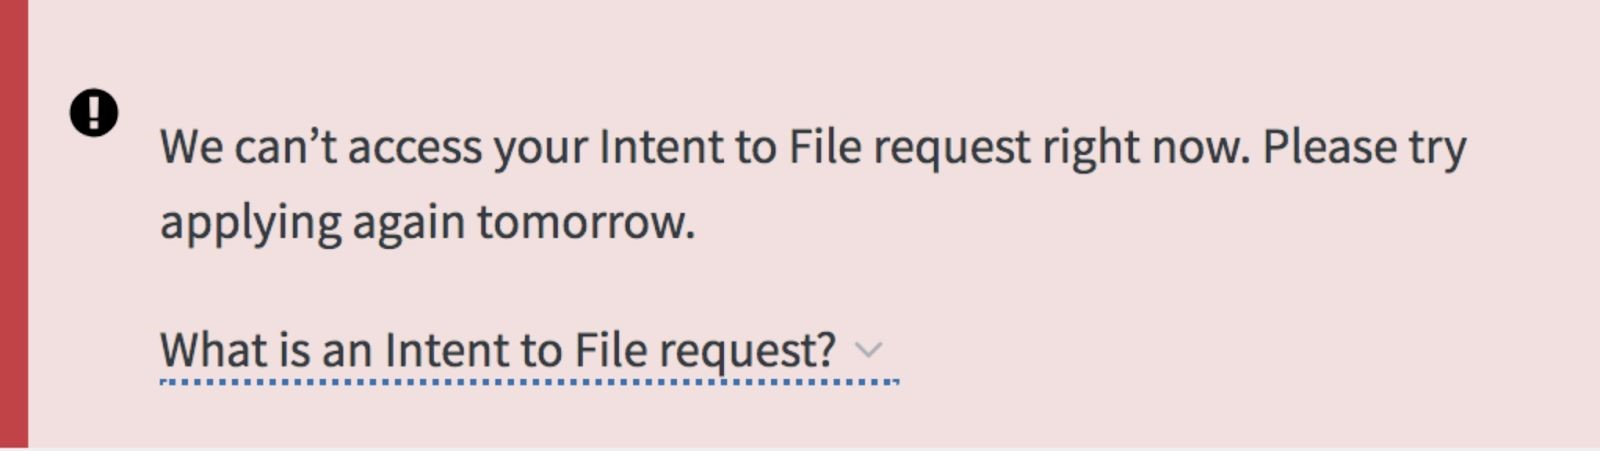 We can’t access your Intent to File request right now. Please try
applying again tomorrow.
What is an Intent to File request?